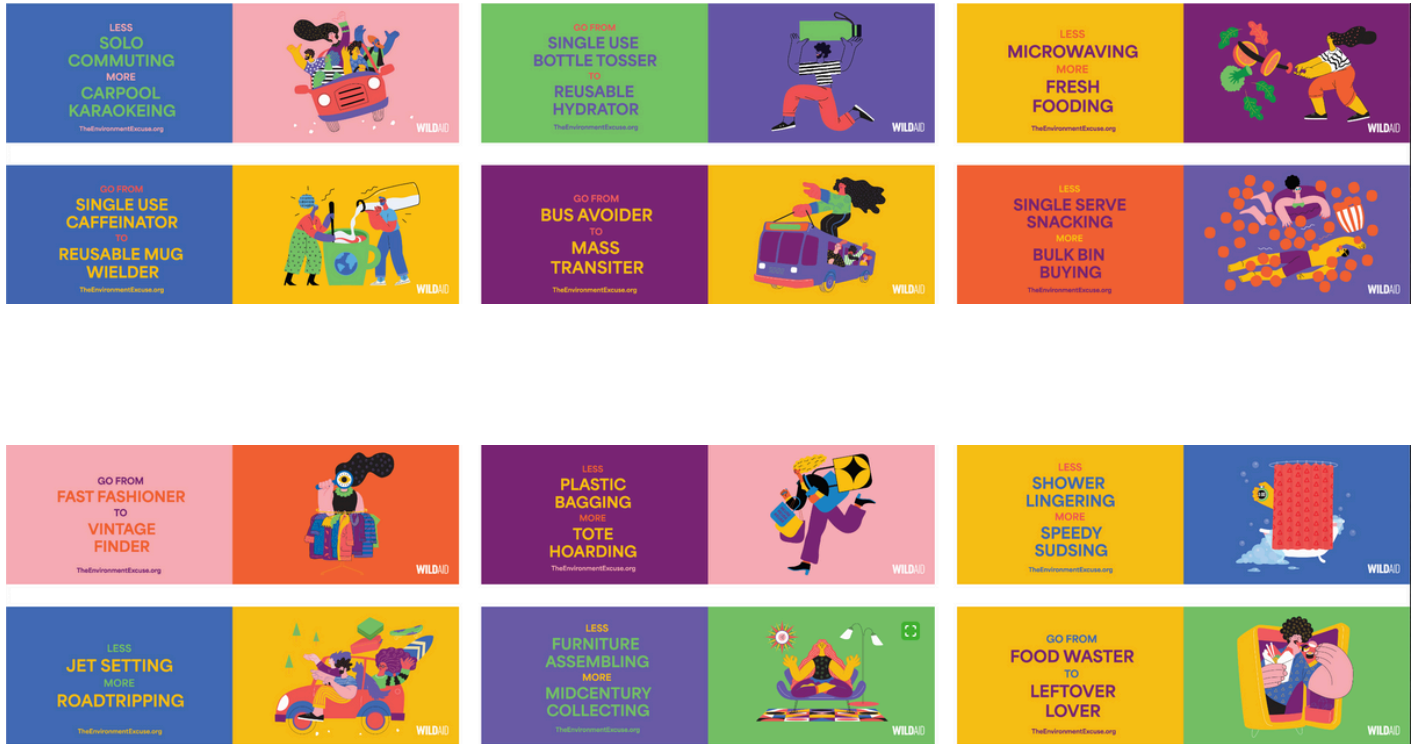 LESS
SOLO
COMMUTING
MORE
CARPOOL
KARAOKEING
TheEnvironmentExcuse.org
WILDAID
GO FROM
SINGLE USE
BOTTLE TOSSER
TO
REUSABLE
HYDRATOR
TheEnvironmentExcuse.org
WILDAID
LESS
MICROWAVING
MORE
FRESH
FOODING
TheEnvironmentExcuse.org
WILDAID
GO FROM
SINGLE USE
CAFFEINATOR
TO
REUSABLE MUG
WIELDER
TheEnvironmentExcuse.org
WILDAID
GO FROM
BUS AVOIDER
TO
MASS
TRANSITER
TheEnvironmentExcuse.org
WILDAID
LESS
SINGLE SERVE
SNACKING
MORE
BULK BIN
BUYING
TheEnvironmentExcuse.org
WILDAID
GO FROM
FAST FASHIONER
TO
VINTAGE
FINDER
TheEnvironmentExcuse.org
WILDAID
LESS
PLASTIC
BAGGING
MORE
TOTE
HOARDING
TheEnvironmentExcuse.org
WILDAID
LESS
SHOWER
LINGERING
MORE
SPEEDY
SUDSING
TheEnvironmentExcuse.org
WILDAID
LESS
JET SETTING
MORE
ROADTRIPPING
TheEnvironmentExcuse.org
WILDAID
LESS
FURNITURE
ASSEMBLING
MORE
MIDCENTURY
COLLECTING
TheEnvironmentExcuse.org
WILDAID
GO FROM
FOOD WASTER
TO
LEFTOVER
LOVER
TheEnvironmentExcuse.org
WILDAID